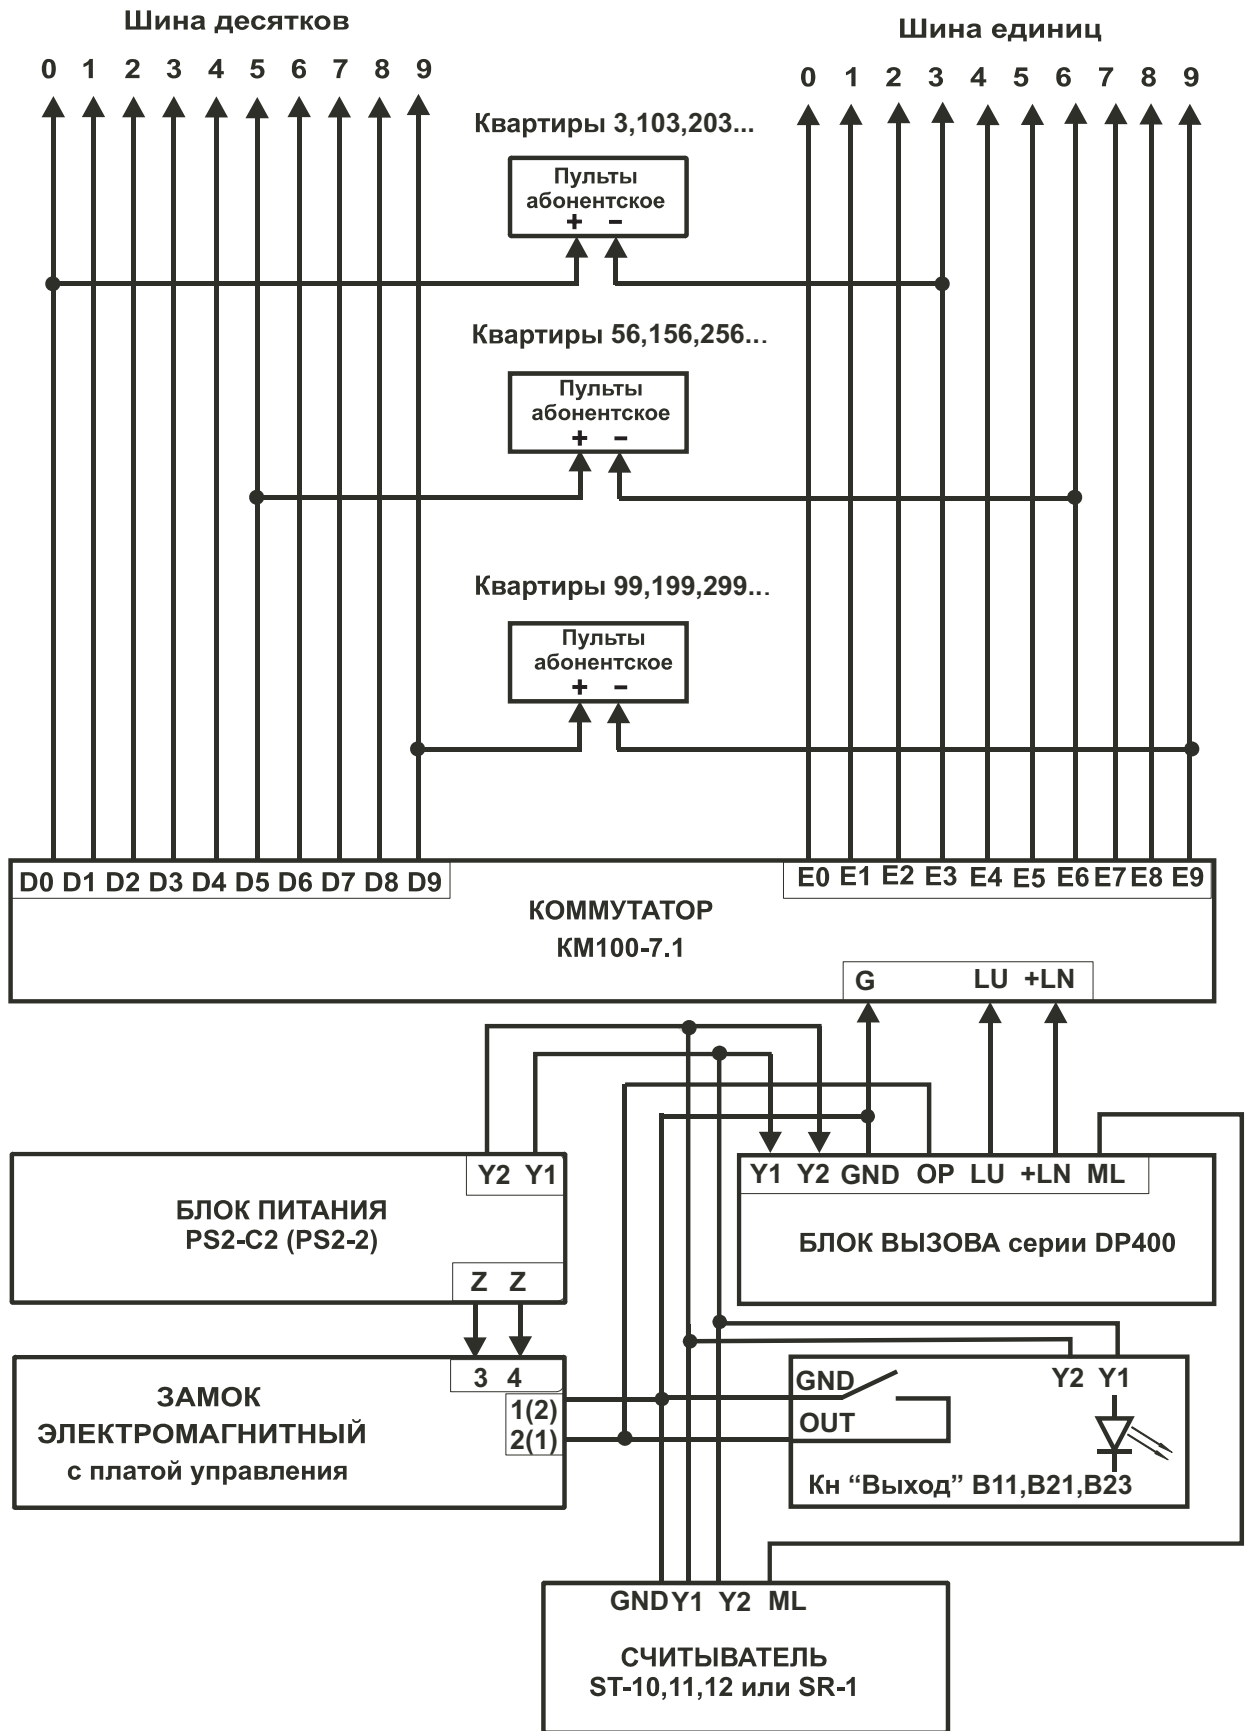 Шина десятков
Шина единиц
0 1 2 3 4 5 6 7 8 9
0 1 2 3 4 5 6 7 8 9
Квартиры 3,103,203...
Пульты
абонентское
+ −
Квартиры 56,156,256...
Пульты
абонентское
+ −
Квартиры 99,199,299...
Пульты
абонентское
+ −
D0 D1 D2 D3 D4 D5 D6 D7 D8 D9
E0 E1 E2 E3 E4 E5 E6 E7 E8 E9
КОММУТАТОР
КМ100-7.1
G LU +LN
Y2 Y1
БЛОК ПИТАНИЯ
PS2-C2 (PS2-2)
Z Z
Y1 Y2 GND OP LU +LN ML
БЛОК ВЫЗОВА серии DP400
3 4
1(2)
2(1)
ЗАМОК
ЭЛЕКТРОМАГНИТНЫЙ
с платой управления
Y2 Y1
GND
OUT
Кн “Выход” B11,B21,B23
GND Y1 Y2 ML
СЧИТЫВАТЕЛЬ
ST-10,11,12 или SR-1